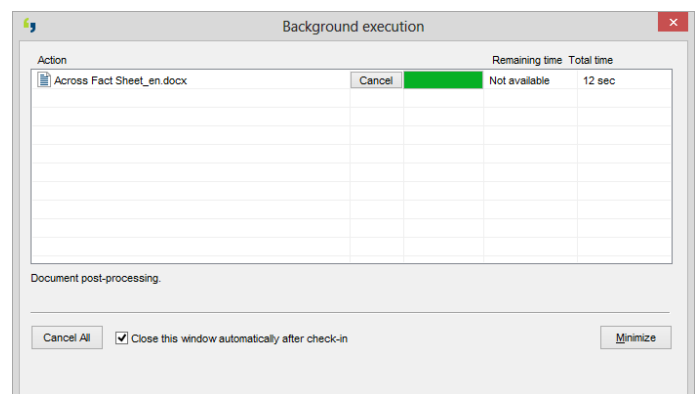 Background execution
Action Remaining time Total time
Across Fact Sheet_en.docx Cancel Not available 12 sec
Document post-processing.
Cancel All Close this window automatically after check-in Minimize